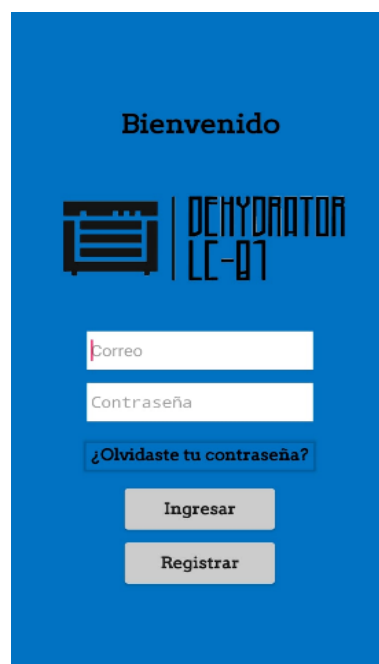 Bienvenido
DEHYDRATOR
LC-01
Correo
Contraseña
¿Olvidaste tu contraseña?
Ingresar
Registrar